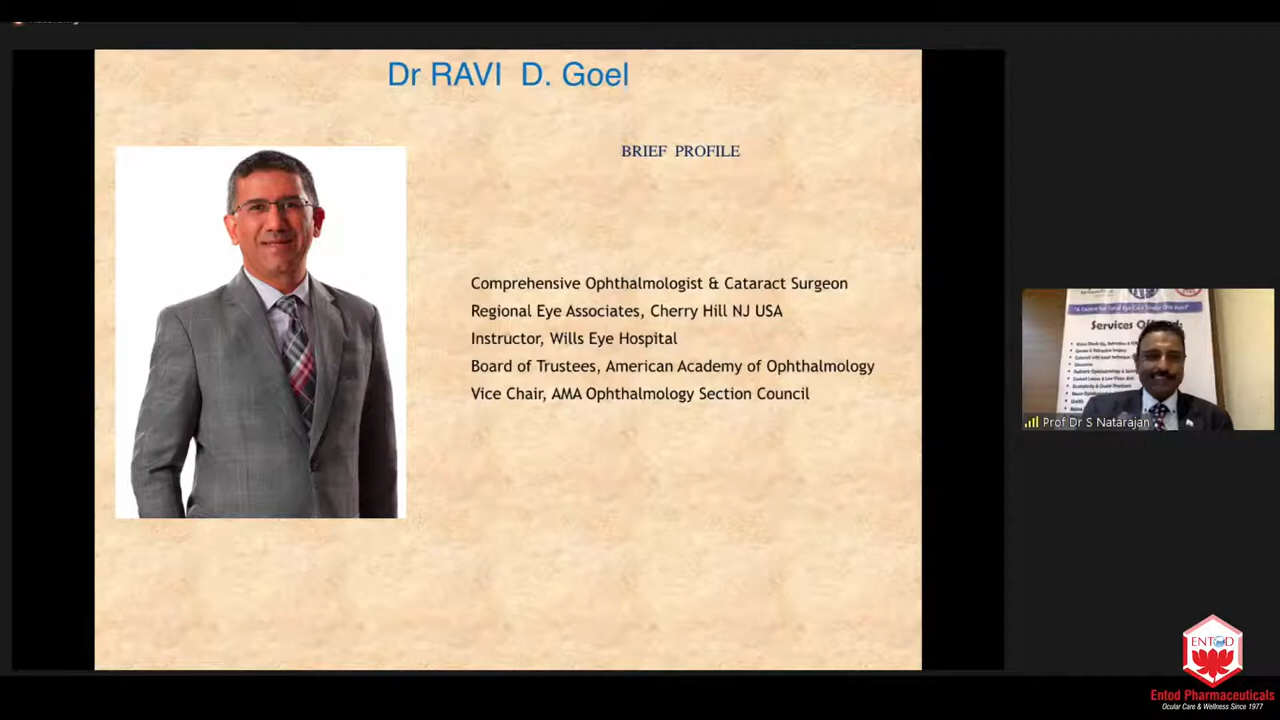 Dr RAVI D. Goel
BRIEF PROFILE
Comprehensive Ophthalmologist & Cataract Surgeon
Regional Eye Associates, Cherry Hill NJ USA
Instructor, Wills Eye Hospital
Board of Trustees, American Academy of Ophthalmology
Vice Chair, AMA Ophthalmology Section Council
Services
Prof Dr S Natarajan
ENTOD
Entod Pharmaceuticals
Ocular Care & Wellness Since 1977